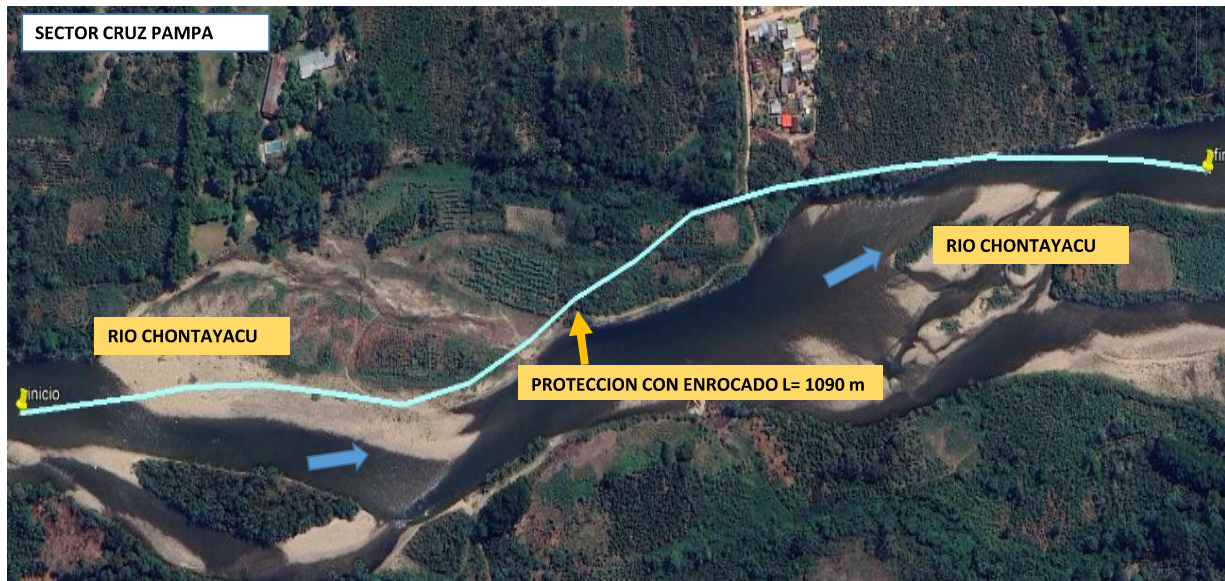 SECTOR CRUZ PAMPA
RIO CHONTAYACU
RIO CHONTAYACU
PROTECCION CON ENROCADO L= 1090 m
inicio